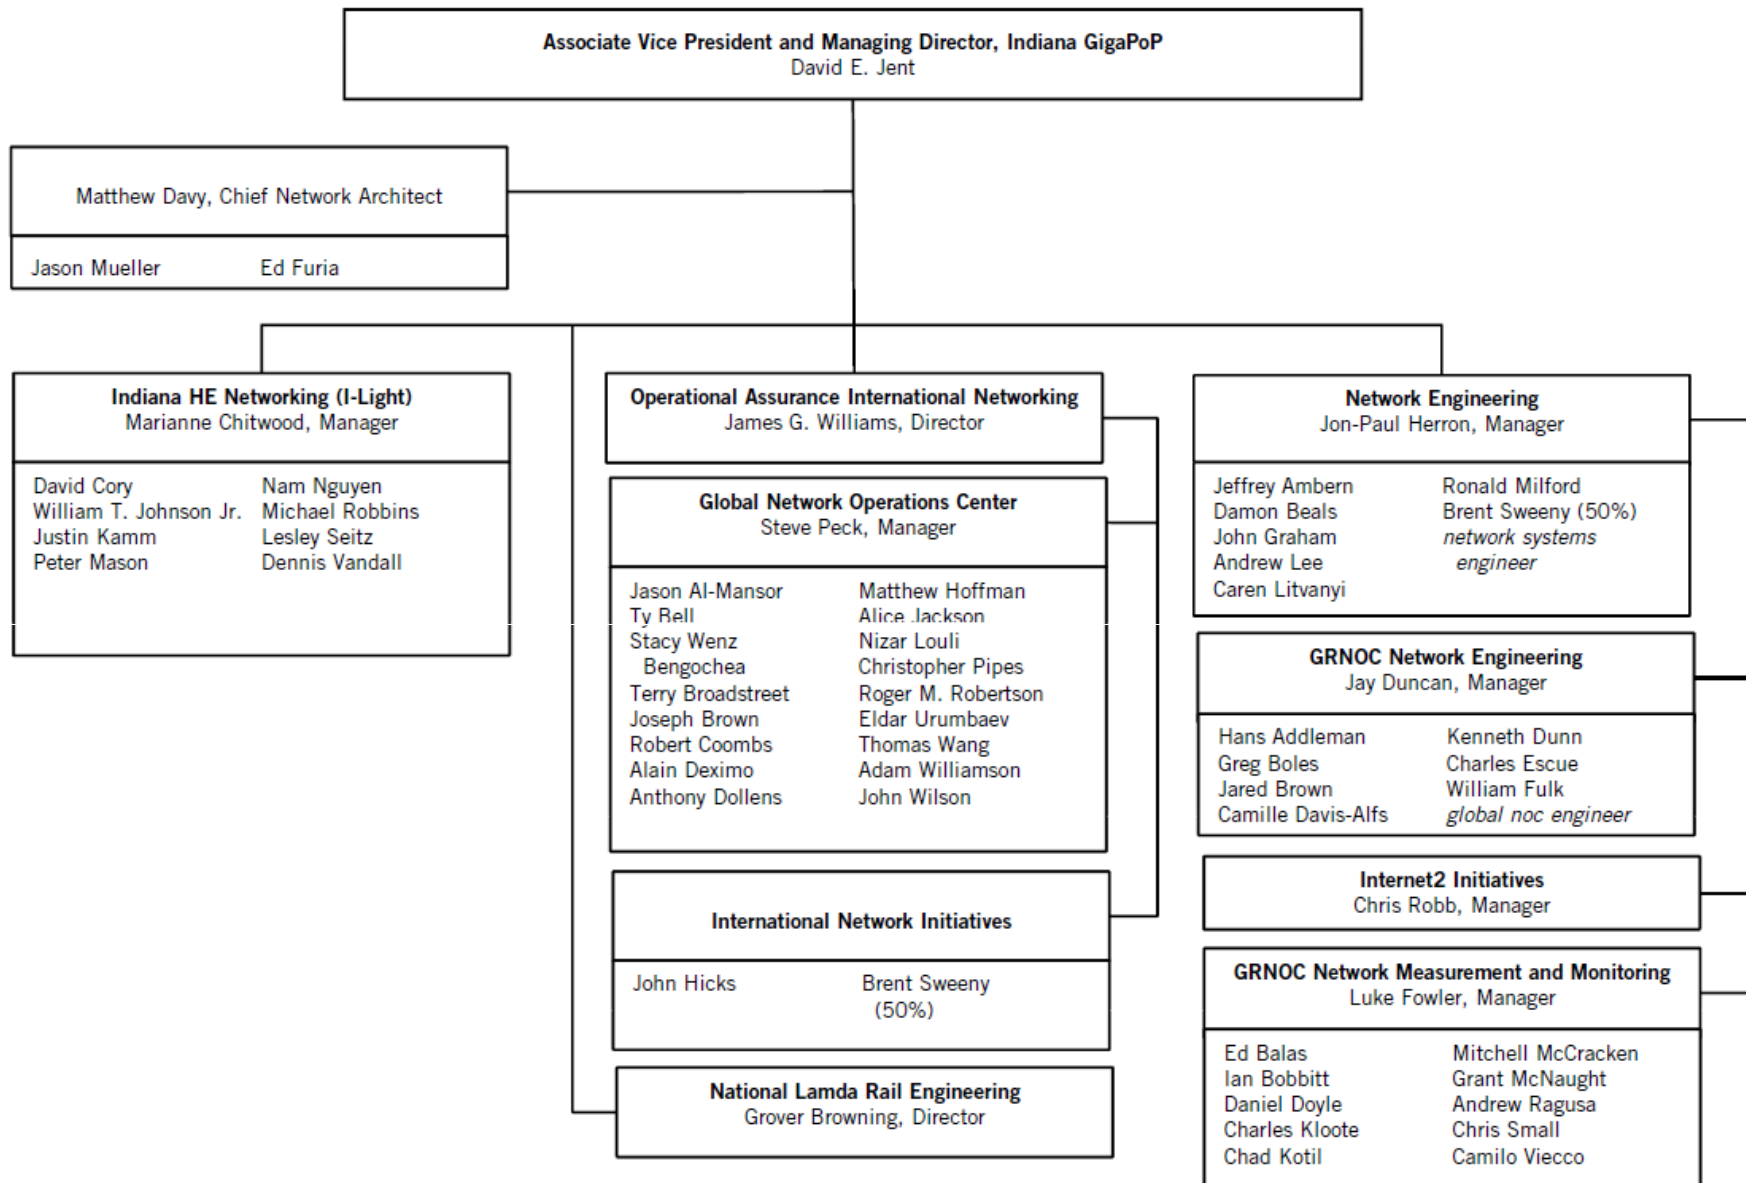 Associate Vice President and Managing Director, Indiana GigaPoP
David E. Jent
Matthew Davy, Chief Network Architect
Jason Mueller Ed Furia
Indiana HE Networking (I-Light)
Marianne Chitwood, Manager
David Cory Nam Nguyen
William T. Johnson Jr. Michael Robbins
Justin Kamm Lesley Seitz
Peter Mason Dennis Vandall
Operational Assurance International Networking
James G. Williams, Director
Global Network Operations Center
Steve Peck, Manager
Jason Al-Mansor Matthew Hoffman
Ty Bell Alice Jackson
Stacy Wenz Nizar Louli
Bengochea Christopher Pipes
Terry Broadstreet Roger M. Robertson
Joseph Brown Eldar Urumbaev
Robert Coombs Thomas Wang
Alain Deximo Adam Williamson
Anthony Dollens John Wilson
International Network Initiatives
John Hicks Brent Sweeny
(50%)
National Lamda Rail Engineering
Grover Browning, Director
Network Engineering
Jon-Paul Herron, Manager
Jeffrey Ambern Ronald Milford
Damon Beals Brent Sweeny (50%)
John Graham network systems
Andrew Lee engineer
Caren Litvanyi
GRNOC Network Engineering
Jay Duncan, Manager
Hans Addleman Kenneth Dunn
Greg Boles Charles Escue
Jared Brown William Fulk
Camille Davis-Alfs global noc engineer
Internet2 Initiatives
Chris Robb, Manager
GRNOC Network Measurement and Monitoring
Luke Fowler, Manager
Ed Balas Mitchell McCracken
Ian Bobbitt Grant McNaught
Daniel Doyle Andrew Ragusa
Charles Kloote Chris Small
Chad Kotil Camilo Viecco